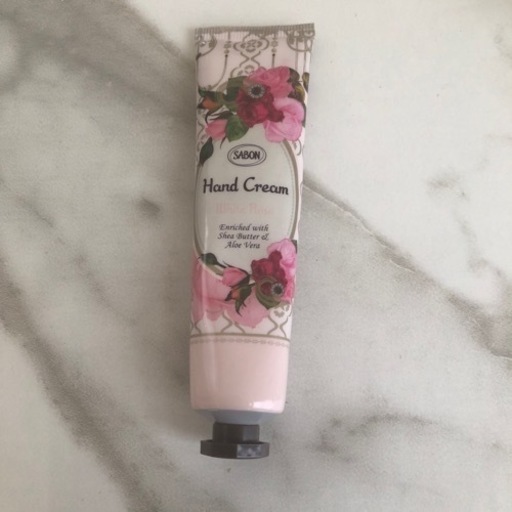 SABON
Hand Cream
Enriched with
Shea Butter &
Aloe Vera